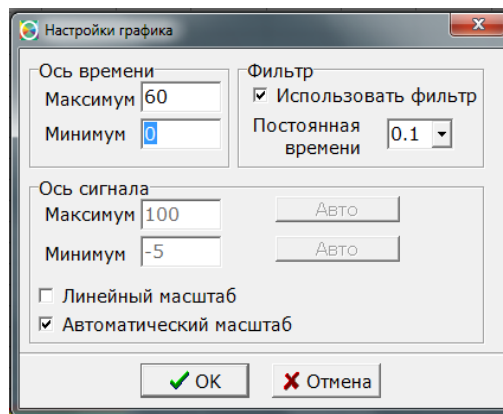 Настройки графика
Ось времени
Максимум 60
Минимум 0
Фильтр
Использовать фильтр
Постоянная
времени 0.1
Ось сигнала
Максимум 100 Авто
Минимум -5 Авто
Линейный масштаб
Автоматический масштаб
OK Отмена